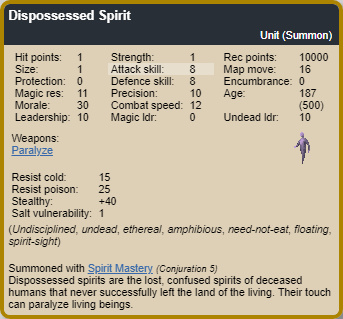 Dispossessed Spirit
Unit (Summon)
Hit points: 1 Strength: 1 Rec points: 10000
Size: 1 Attack skill: 8 Map move: 16
Protection: 0 Defence skill: 8 Encumbrance: 0
Magic res: 11 Precision: 10 Age: 187
Morale: 30 Combat speed: 12 (500)
Leadership: 10 Magic ldr: 0 Undead ldr: 10
Weapons:
Paralyze
Resist cold: 15
Resist poison: 25
Stealthy: +40
Salt vulnerability: 1
(Undisciplined, undead, ethereal, amphibious, need-not-eat, floating,
spirit-sight)
Summoned with Spirit Mastery (Conjuration 5)
Dispossessed spirits are the lost, confused spirits of deceased
humans that never successfully left the land of the living. Their touch
can paralyze living beings.